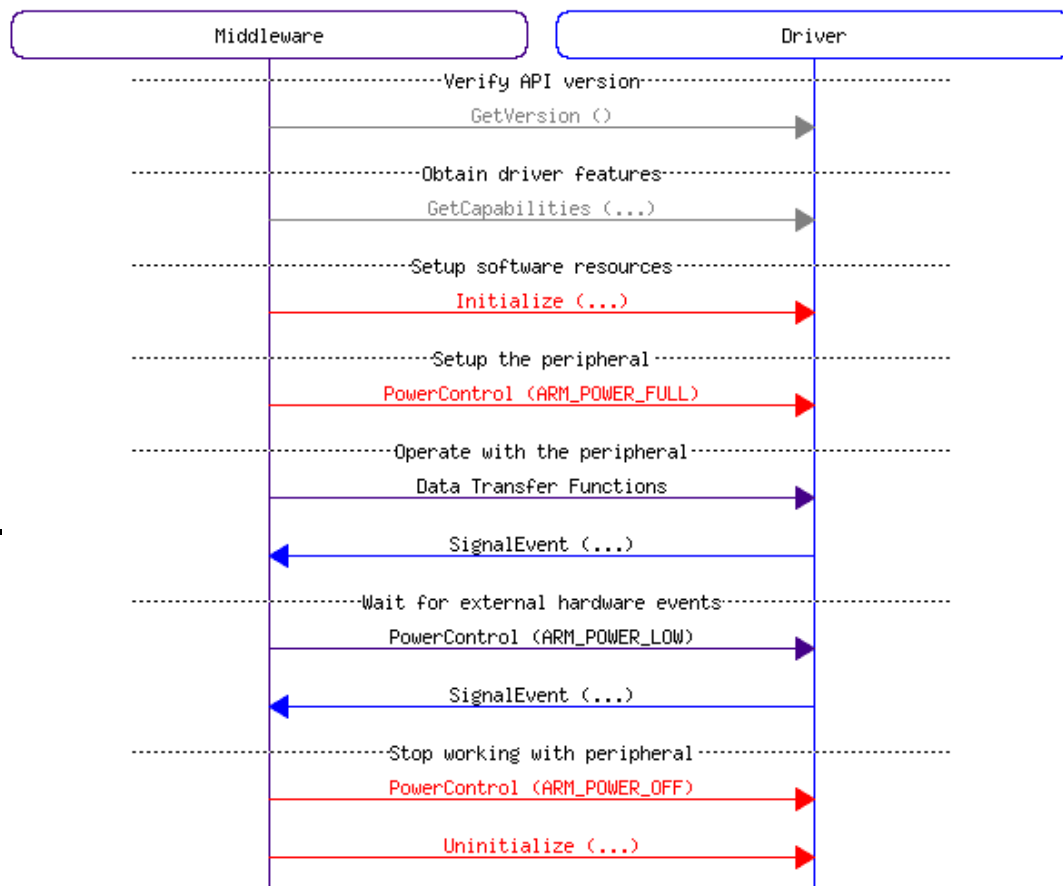 Middleware Driver
Verify API version
GetVersion ()
Obtain driver features
GetCapabilities (...)
Setup software resources
Initialize (...)
Setup the peripheral
PowerControl (ARM_POWER_FULL)
Operate with the peripheral
Data Transfer Functions
SignalEvent (...)
Wait for external hardware events
PowerControl (ARM_POWER_LOW)
SignalEvent (...)
Stop working with peripheral
PowerControl (ARM_POWER_OFF)
Uninitialize (...)